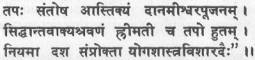 तपः संतोष आस्तिक्यं दानमीश्वरपूजनम् ।
सिद्धान्तवाक्यश्रवणं ह्रीमती च तपो हुतम् ।
नियमा दश संप्रोक्ता योगशास्त्रविशारदैः" ।।